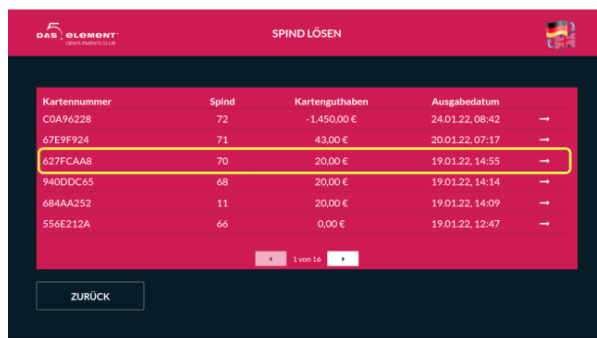 DAS 5 ELEMENT
GENTLEMEN'S CLUB
SPIND LÖSEN
Kartennummer Spind Kartenguthaben Ausgabedatum
C0A96228 72 -1.450,00 € 24.01.22, 08:42 →
67E9F924 71 43,00 € 20.01.22, 07:17 →
627FCAA8 70 20,00 € 19.01.22, 14:55 →
940DDC65 68 20,00 € 19.01.22, 14:14 →
684AA252 11 20,00 € 19.01.22, 14:09 →
556E212A 66 0,00 € 19.01.22, 12:47 →
1 von 16
ZURÜCK